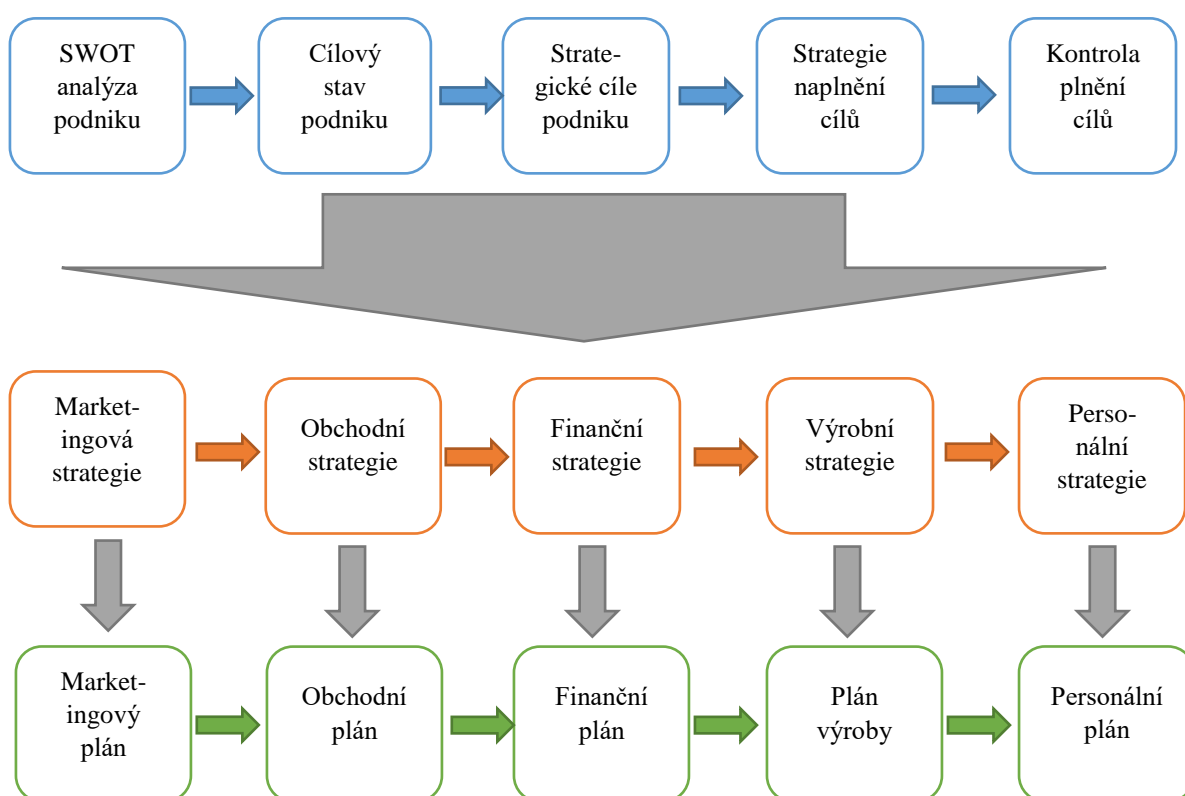 SWOT
analýza
podniku
Cílový
stav
podniku
Strate-
gické cíle
podniku
Strategie
naplnění
cílů
Kontrola
plnění
cílů
Market-
ingová
strategie
Obchodní
strategie
Finanční
strategie
Výrobní
strategie
Perso-
nální
strategie
Market-
ingový
plán
Obchodní
plán
Finanční
plán
Plán
výroby
Personální
plán